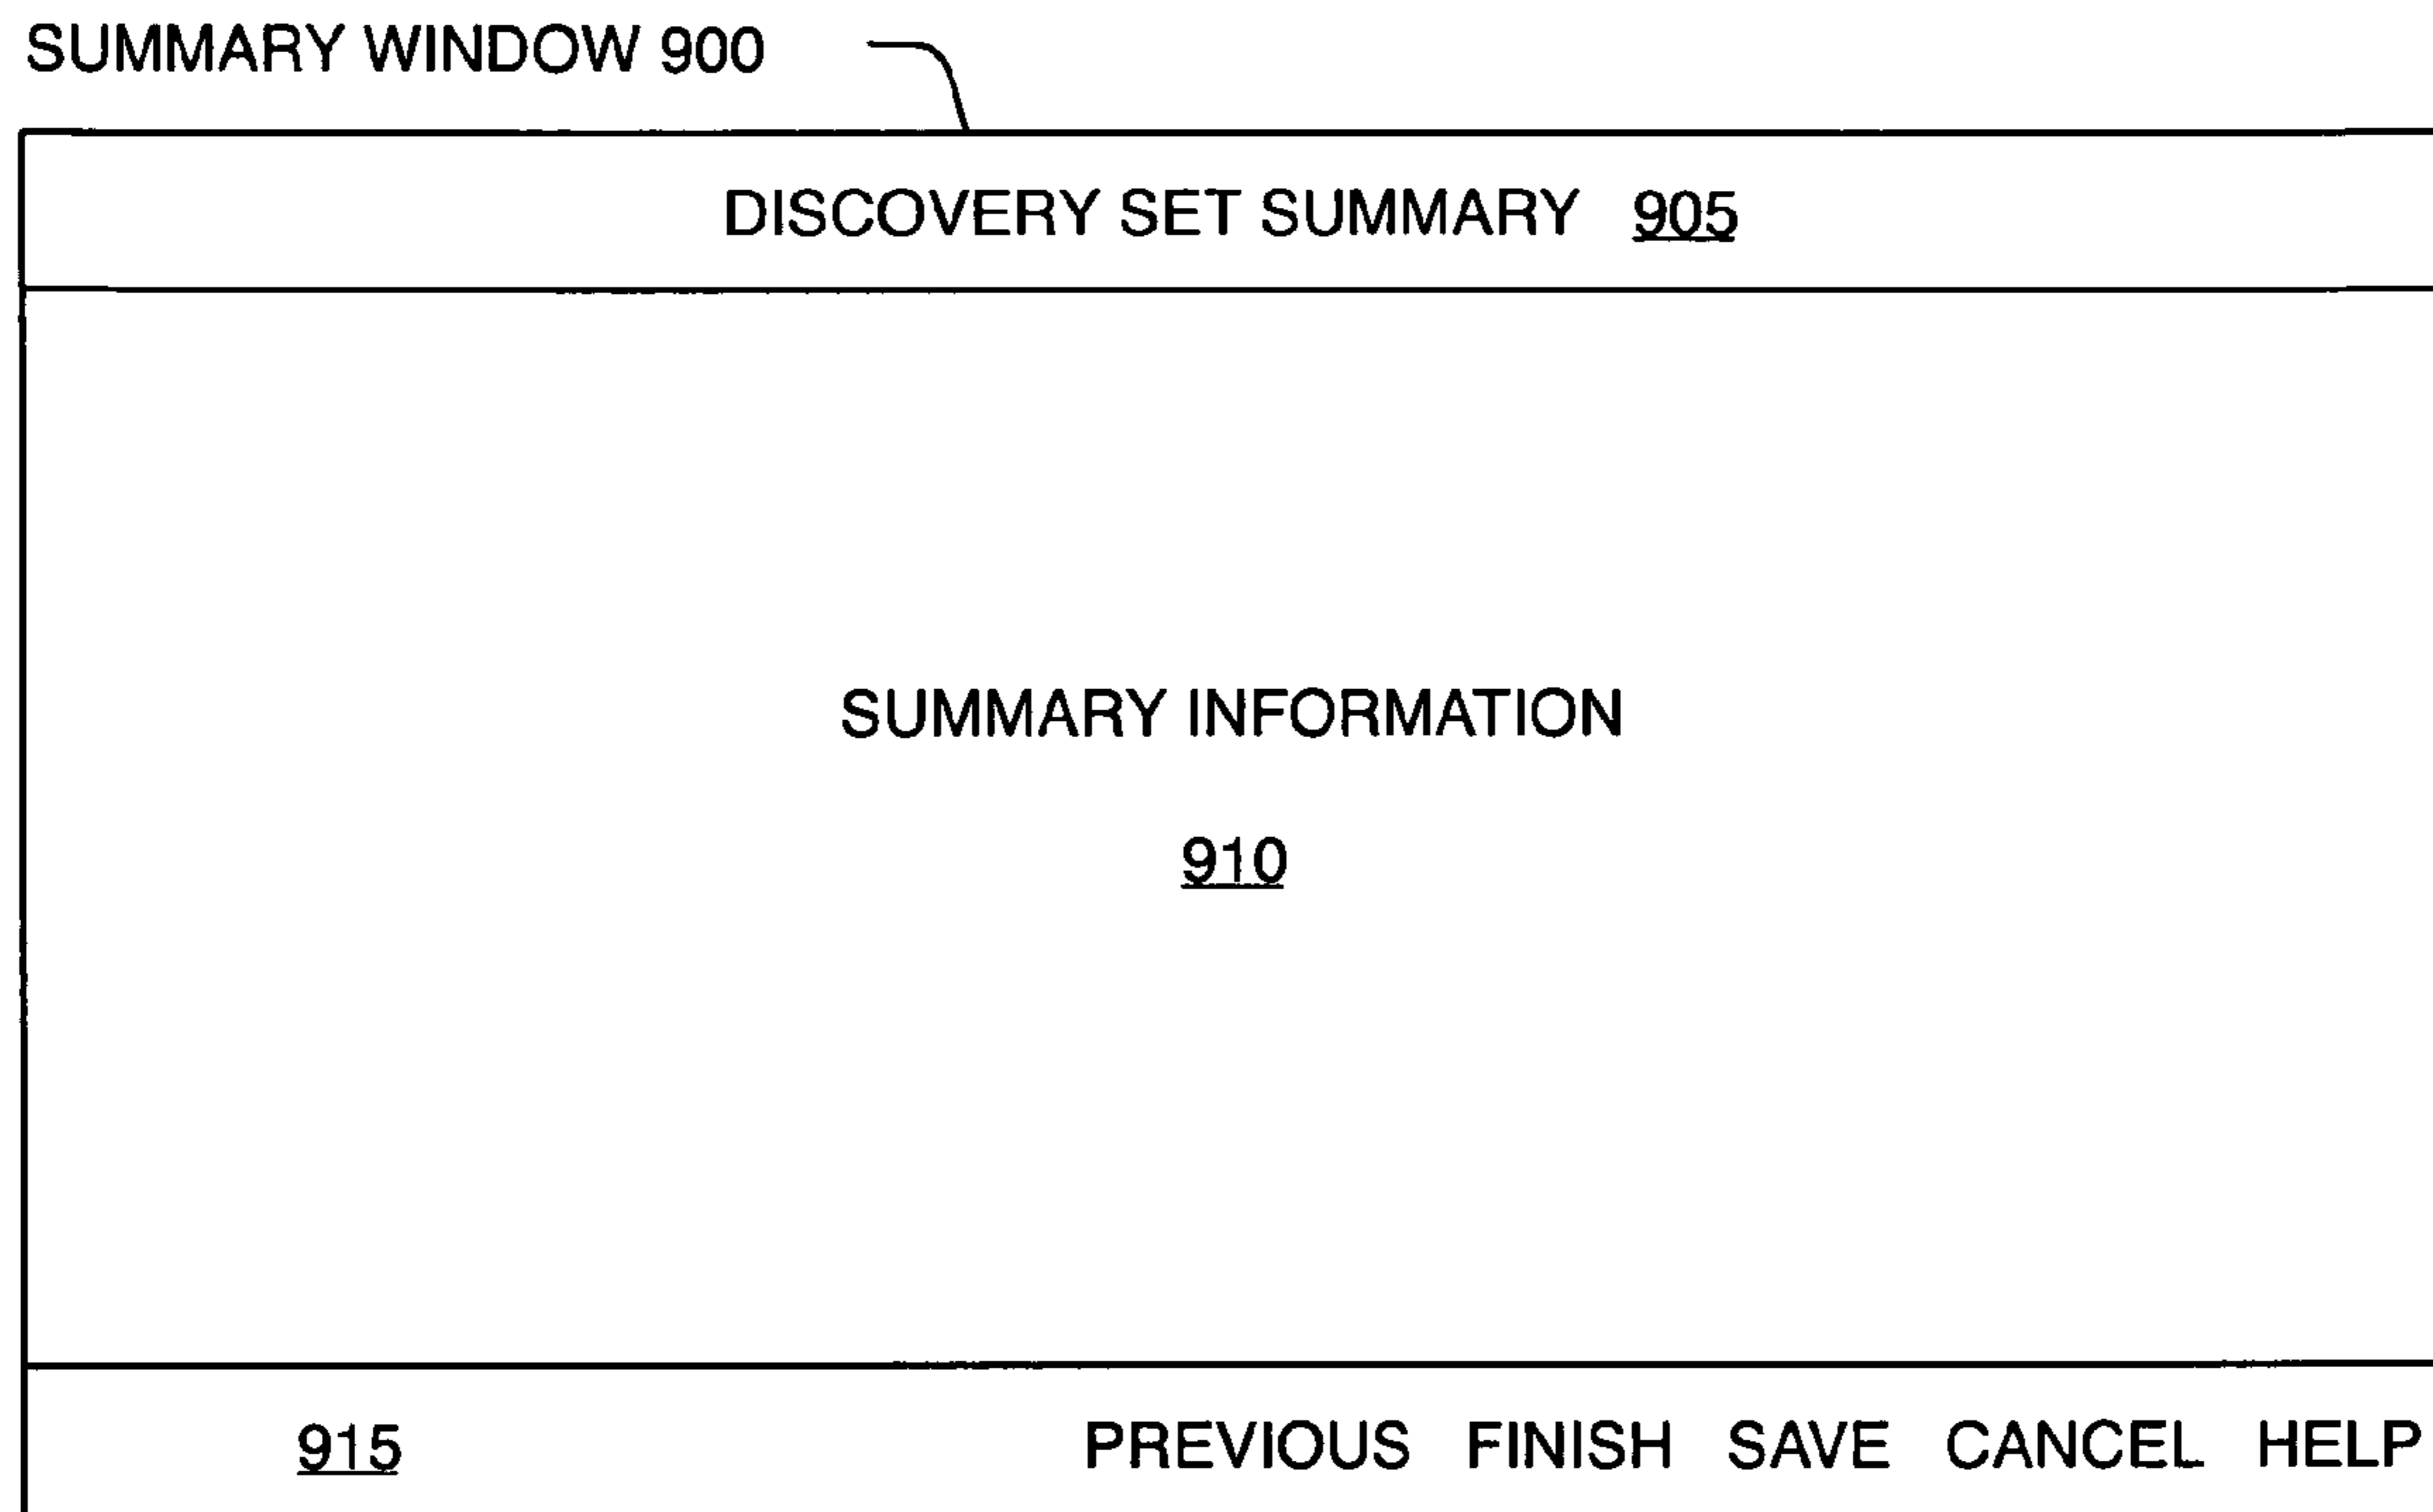 SUMMARY WINDOW 900
DISCOVERY SET SUMMARY 905
SUMMARY INFORMATION
910
915 PREVIOUS FINISH SAVE CANCEL HELP